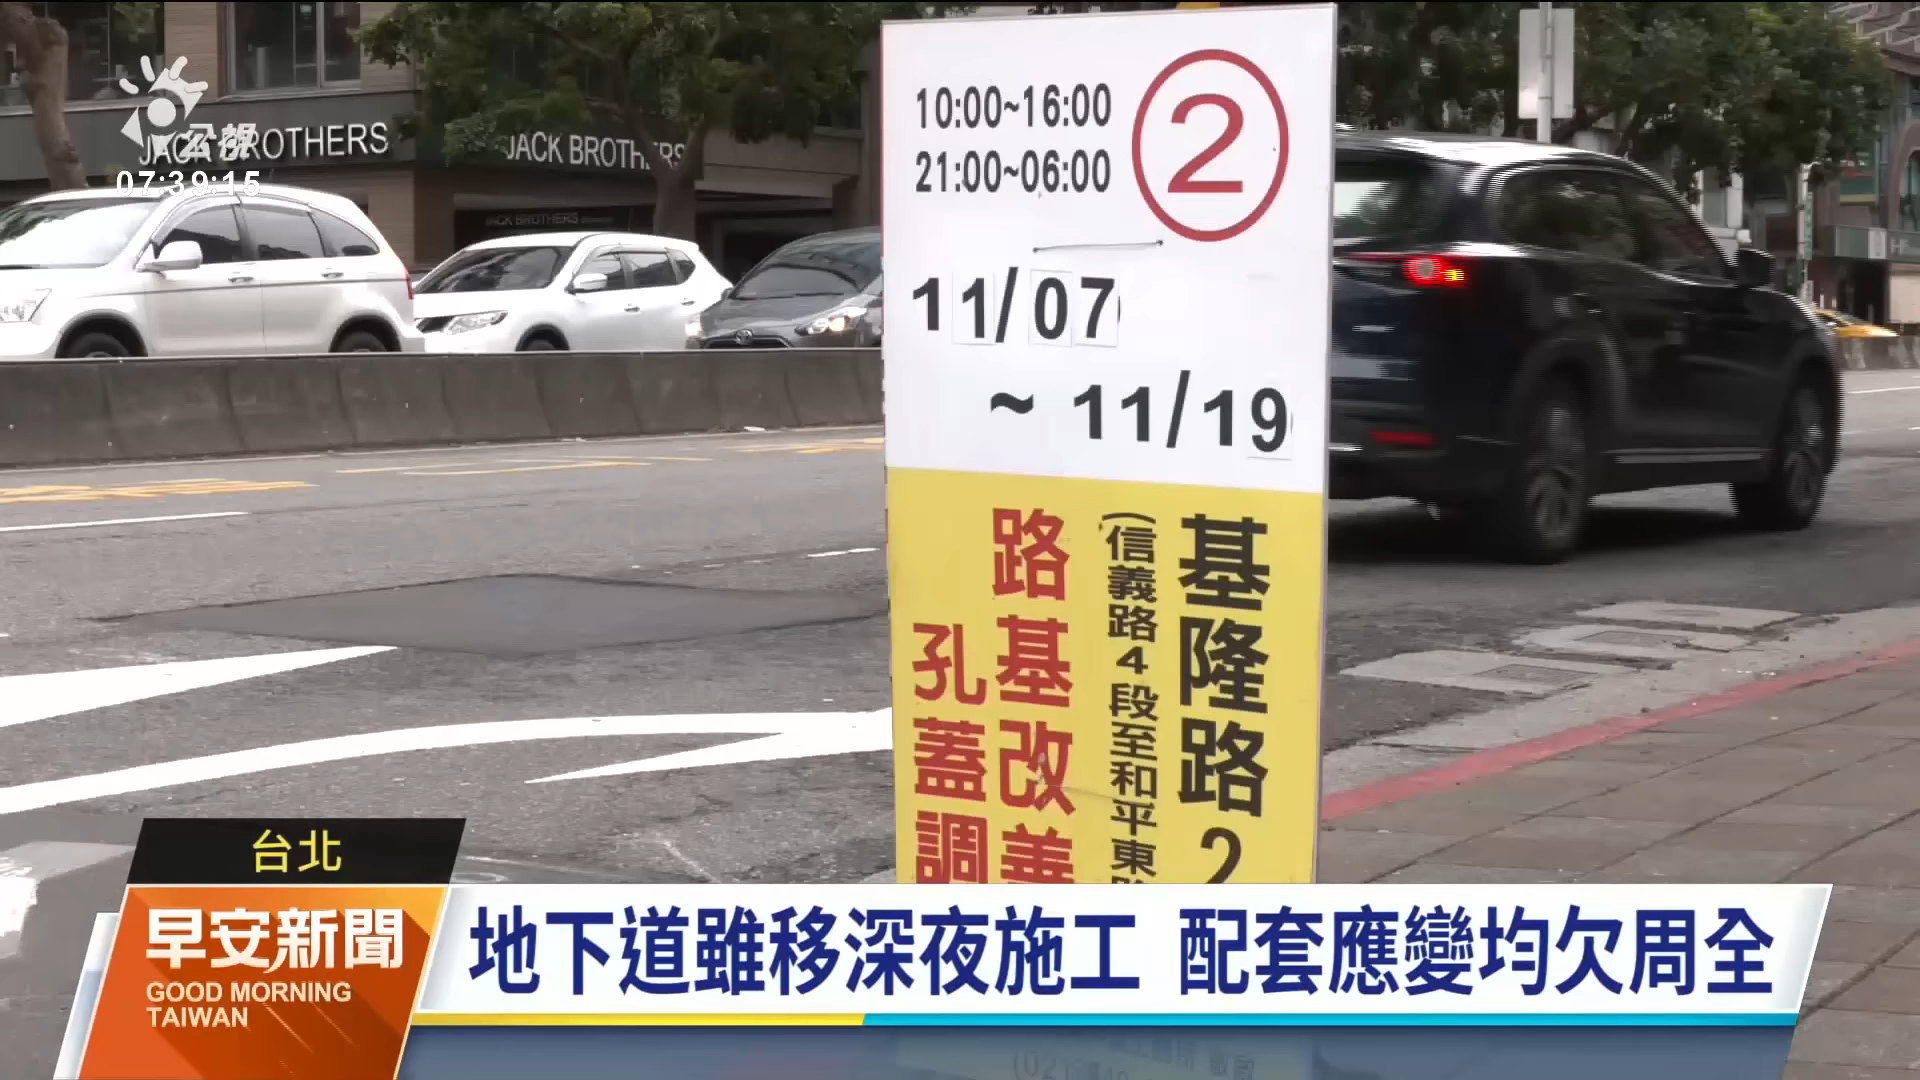 公視
07:39:15
JACK BROTHERS
JACK BROTHERS
JACK BROTHERS
10:00~16:00
21:00~06:00
2
11/07
~ 11/19
基隆路2
(信義路4段至和平東
路基改善
孔蓋調
台北
早安新聞
GOOD MORNING
TAIWAN
地下道雖移深夜施工 配套應變均欠周全